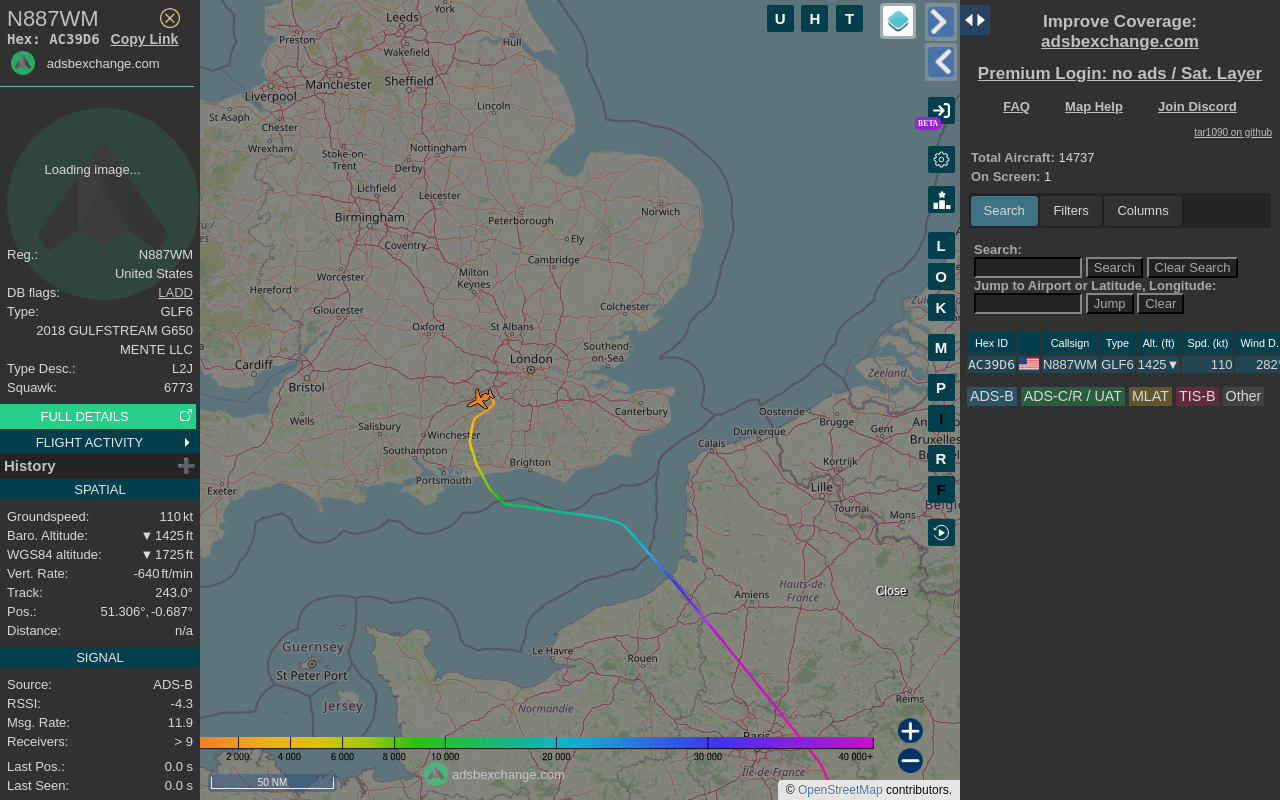 N887WM
Hex: AC39D6 Copy Link
adsbexchange.com
Loading image...
Reg.: N887WM
United States
DB flags: LADD
Type: GLF6
2018 GULFSTREAM G650
MENTE LLC
Type Desc.: L2J
Squawk: 6773
FULL DETAILS
FLIGHT ACTIVITY
History
SPATIAL
Groundspeed: 110 kt
Baro. Altitude: ▼ 1425 ft
WGS84 altitude: ▼ 1725 ft
Vert. Rate: -640 ft/min
Track: 243.0°
Pos.: 51.306°, -0.687°
Distance: n/a
SIGNAL
Source: ADS-B
RSSI: -4.3
Msg. Rate: 11.9
Receivers: > 9
Last Pos.: 0.0 s
Last Seen: 0.0 s
York
Leeds
Preston
Hull
Wakefield
Manchester
Sheffield
Liverpool
Lincoln
St Asaph
Chester
Wrexham
Stoke-on-
Trent
Nottingham
Derby
Lichfield
Leicester
Norwich
Birmingham
Peterborough
Coventry
Ely
Cambridge
Worcester
Milton
Keynes
Hereford
Gloucester
Colchester
Oxford
St Albans
Southend-
on-Sea
London
Cardiff
Bristol
Wells
Salisbury
Winchester
Canterbury
Southampton
Portsmouth
Brighton
Exeter
Zeeland
Oostende
Brugge
Dunkerque
Gent
Calais
Kortrijk
Lille
Tournai
Mons
Amiens
Hauts-de-
France
Close
Guernsey
St Peter Port
Jersey
Le Havre
Rouen
Normandie
Reims
Paris
Île-de-France
2 000 4 000 6 000 8 000 10 000 20 000 30 000 40 000+
50 NM
adsbexchange.com
© OpenStreetMap contributors.
U H T
BETA
L
O
K
M
P
I
R
F
Improve Coverage:
adsbexchange.com
Premium Login: no ads / Sat. Layer
FAQ Map Help Join Discord
tar1090 on github
Total Aircraft: 14737
On Screen: 1
Search Filters Columns
Search:
Search Clear Search
Jump to Airport or Latitude, Longitude:
Jump Clear
Hex ID Callsign Type Alt. (ft) Spd. (kt) Wind D.
AC39D6 N887WM GLF6 1425▼ 110 282°
ADS-B ADS-C/R / UAT MLAT TIS-B Other